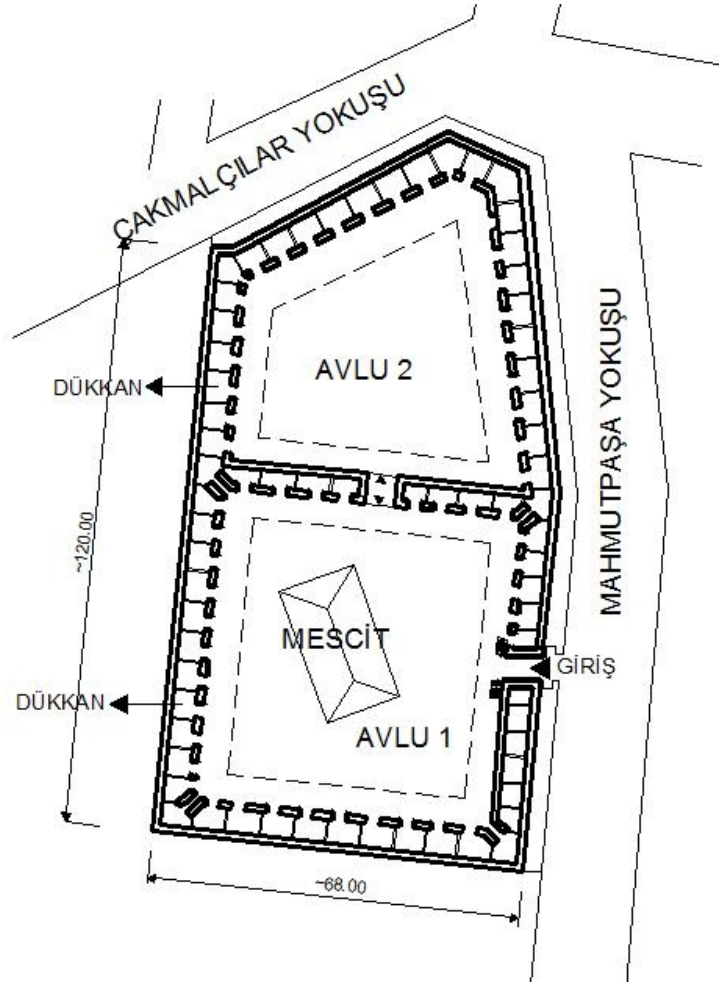 ÇAKMALÇILAR YOKUŞU
AVLU 2
DÜKKAN
MAHMUTPAŞA YOKUŞU
~120.00
MESCİT
GİRİŞ
DÜKKAN
AVLU 1
~68.00